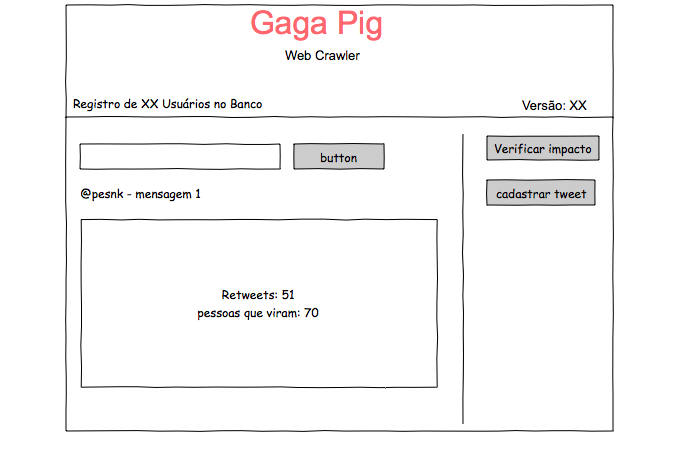 Gaga Pig
Web Crawler
Registro de XX Usuários no Banco
Versão: XX
button
Verificar impacto
@pesnk - mensagem 1
cadastrar tweet
Retweets: 51
pessoas que viram: 70